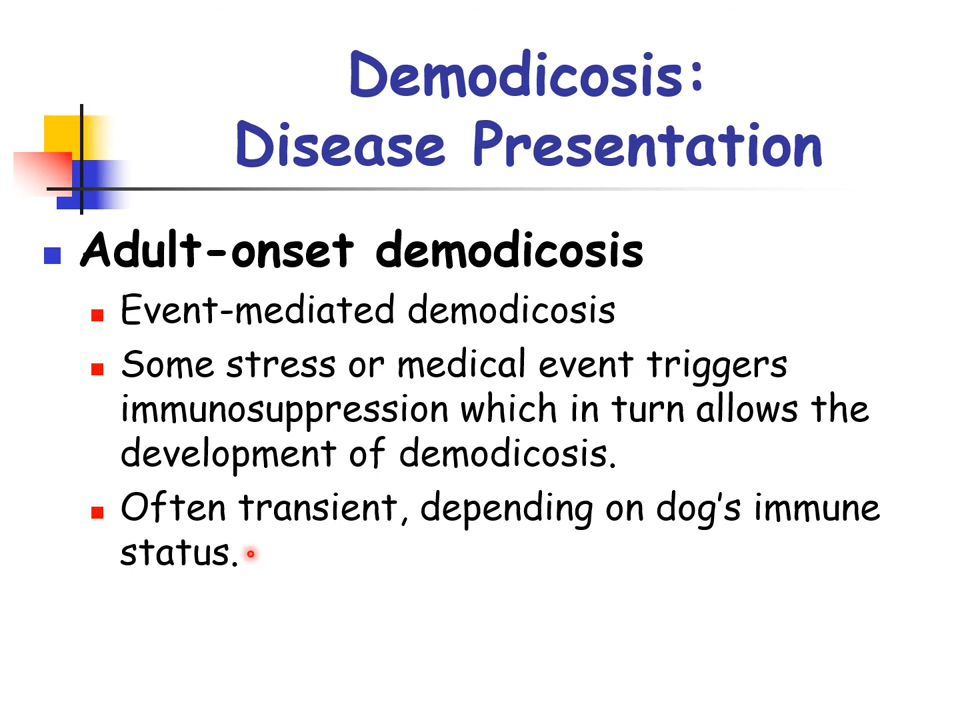 Demodicosis:
Disease Presentation
Adult-onset demodicosis
Event-mediated demodicosis
Some stress or medical event triggers
immunosuppression which in turn allows the
development of demodicosis.
Often transient, depending on dog’s immune
status.